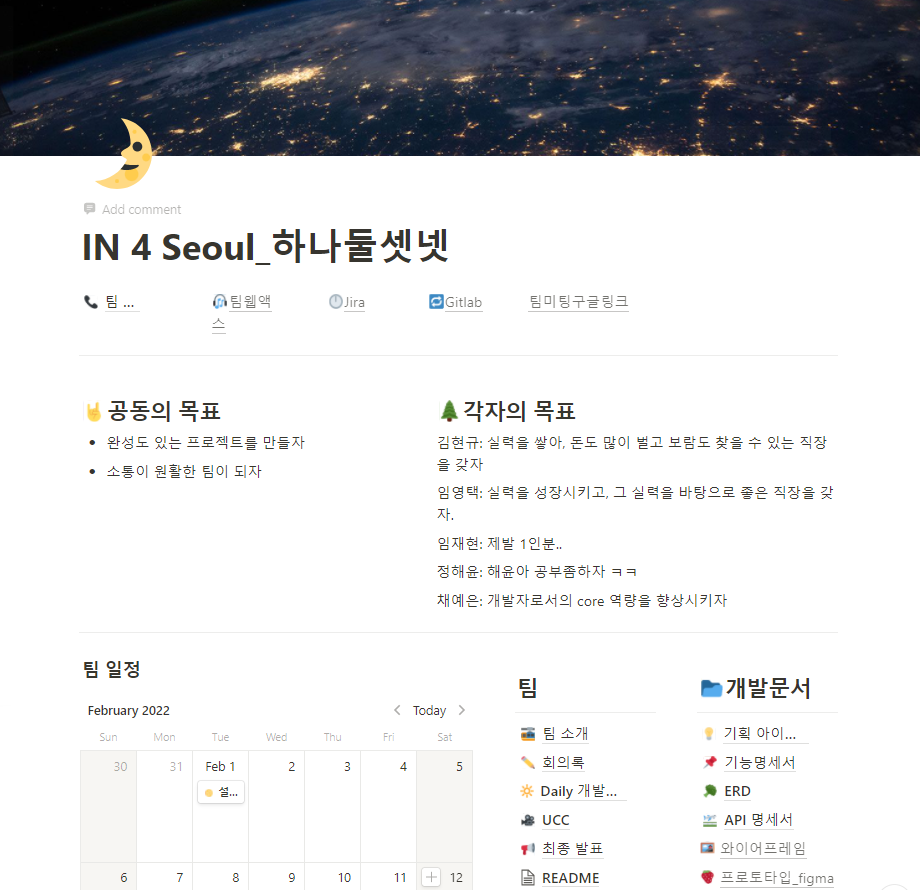 Add comment
IN 4 Seoul_하나둘셋넷
팀 ...
팀웹액
스
Jira
Gitlab
팀미팅구글링크
공동의 목표
완성도 있는 프로젝트를 만들자
소통이 원활한 팀이 되자
각자의 목표
김현규: 실력을 쌓아, 돈도 많이 벌고 보람도 찾을 수 있는 직장
을 갖자
임영택: 실력을 성장시키고, 그 실력을 바탕으로 좋은 직장을 갖
자.
임재현: 제발 1인분..
정해윤: 해윤아 공부좀하자 ㅋㅋ
채예은: 개발자로서의 core 역량을 향상시키자
팀 일정
February 2022
Today
Sun Mon Tue Wed Thu Fri Sat
30 31 Feb 1 2 3 4 5
설...
6 7 8 9 10 11 12
팀
팀 소개
회의록
Daily 개발...
UCC
최종 발표
README
개발문서
기획 아이...
기능명세서
ERD
API 명세서
와이어프레임
프로토타입_figma